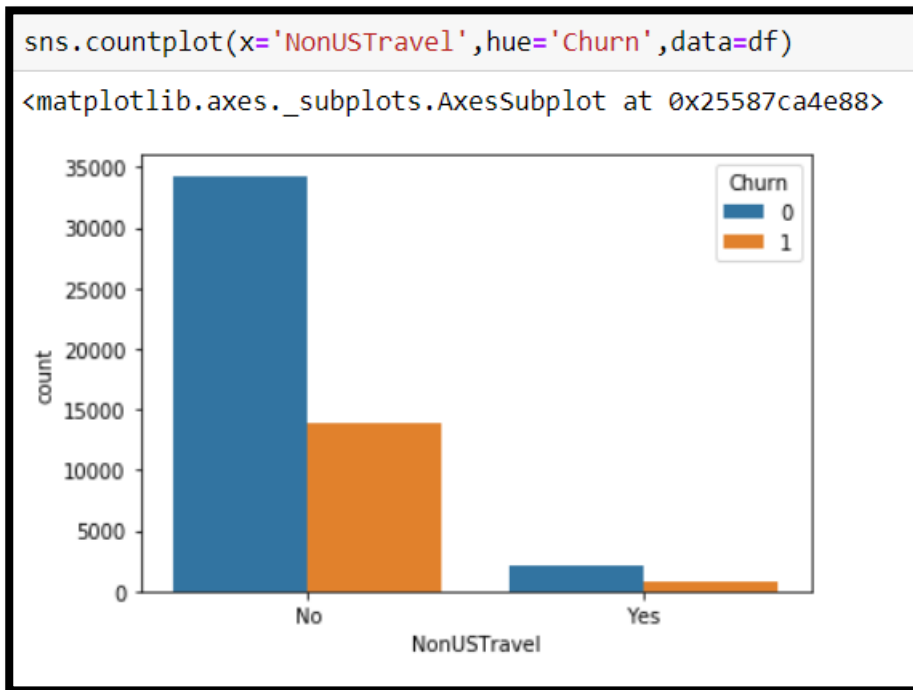 sns.countplot(x='NonUSTravel',hue='Churn',data=df)
<matplotlib.axes._subplots.AxesSubplot at 0x25587ca4e88>
Churn
0
1
35000
30000
25000
20000
15000
10000
5000
0
count
No
Yes
NonUSTravel